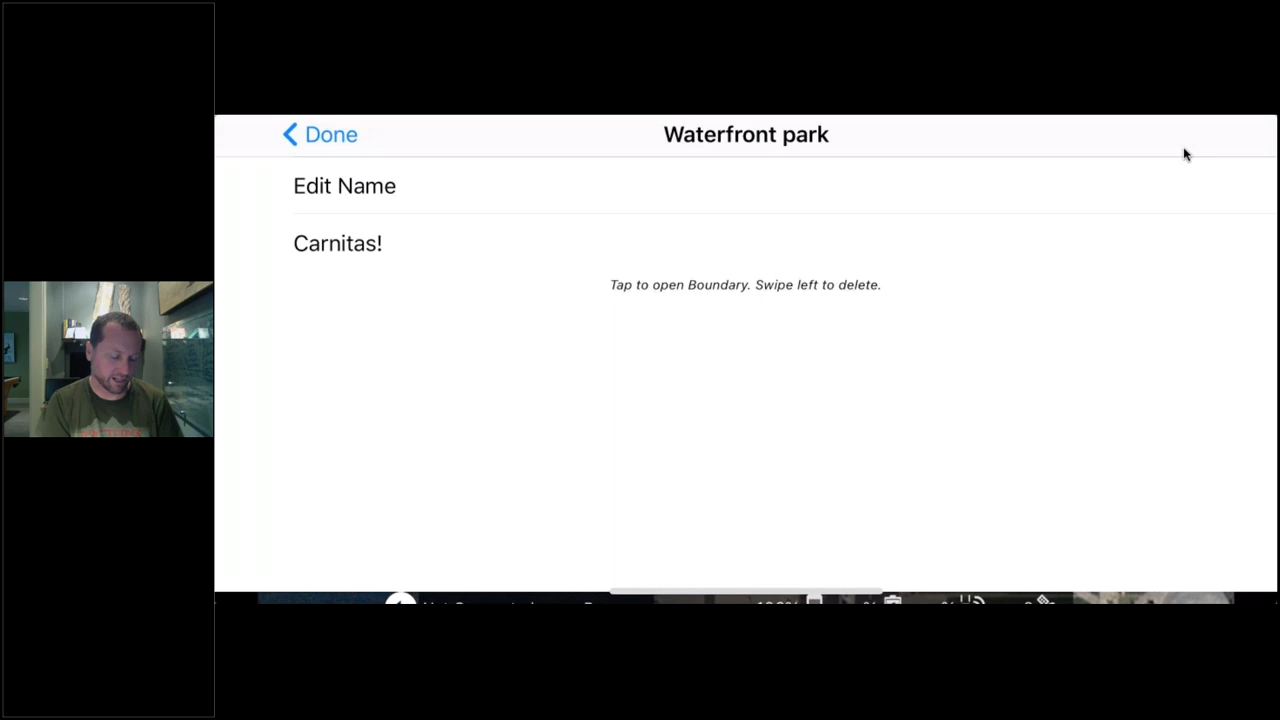 Done
Waterfront park
Edit Name
Carnitas!
Tap to open Boundary. Swipe left to delete.